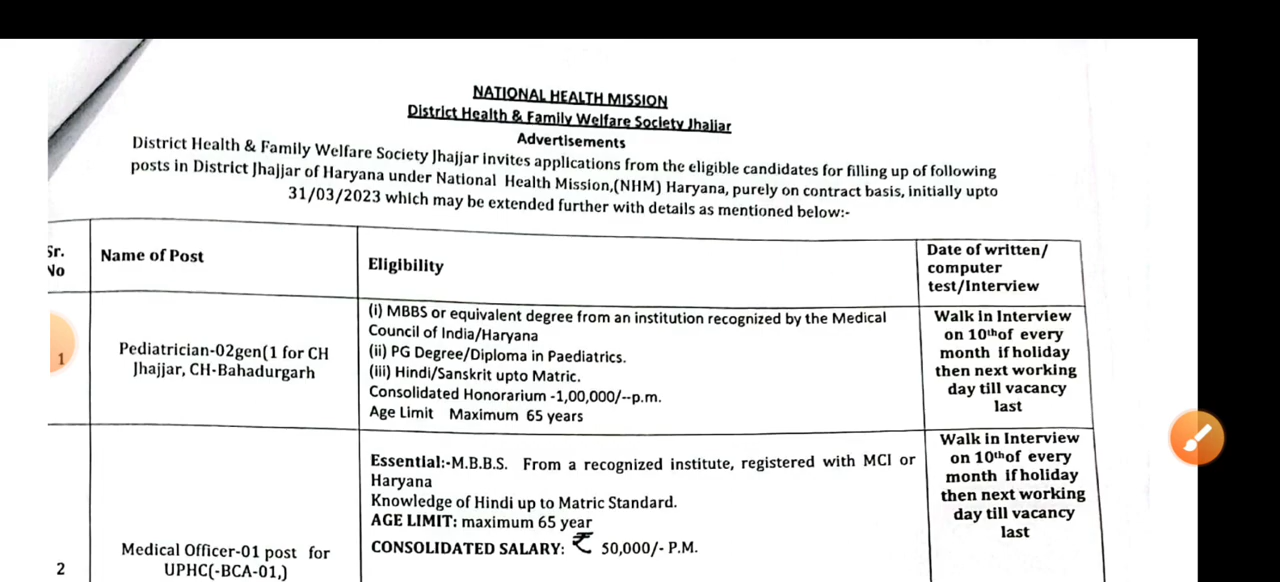 NATIONAL HEALTH MISSION
District Health & Family Welfare Society Jhajjar
Advertisements
District Health & Family Welfare Society Jhajjar invites applications from the eligible candidates for filling up of following
posts in District Jhajjar of Haryana under National Health Mission,(NHM) Haryana, purely on contract basis, initially upto
31/03/2023 which may be extended further with details as mentioned below:-
Sr.
No
Name of Post
Eligibility
Date of written/
computer
test/Interview
1
Pediatrician-02gen(1 for CH
Jhajjar, CH-Bahadurgarh
(i) MBBS or equivalent degree from an institution recognized by the Medical
Council of India/Haryana
(ii) PG Degree/Diploma in Paediatrics.
(iii) Hindi/Sanskrit upto Matric.
Consolidated Honorarium -1,00,000/--p.m.
Age Limit Maximum 65 years
Walk in Interview
on 10thof every
month if holiday
then next working
day till vacancy
last
2
Medical Officer-01 post for
UPHC(-BCA-01,)
Essential:-M.B.B.S. From a recognized institute, registered with MCI or
Haryana
Knowledge of Hindi up to Matric Standard.
AGE LIMIT: maximum 65 year
CONSOLIDATED SALARY: ₹ 50,000/- P.M.
Walk in Interview
on 10thof every
month if holiday
then next working
day till vacancy
last